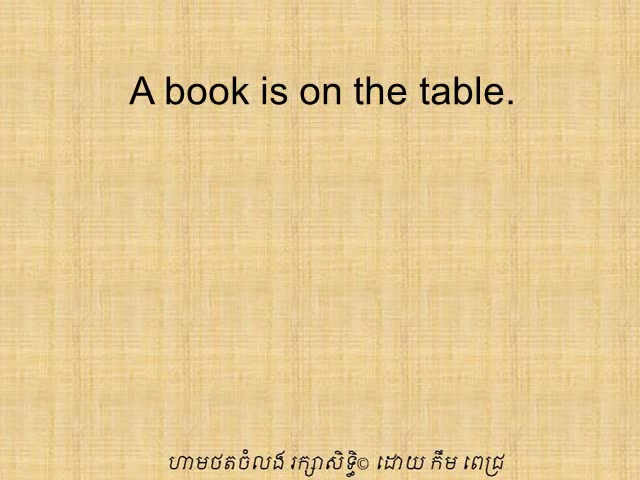 A book is on the table.
ហាមថតចំលង រក្សាសិទ្ធិ© ដោយ កឹម ពេជ្រ